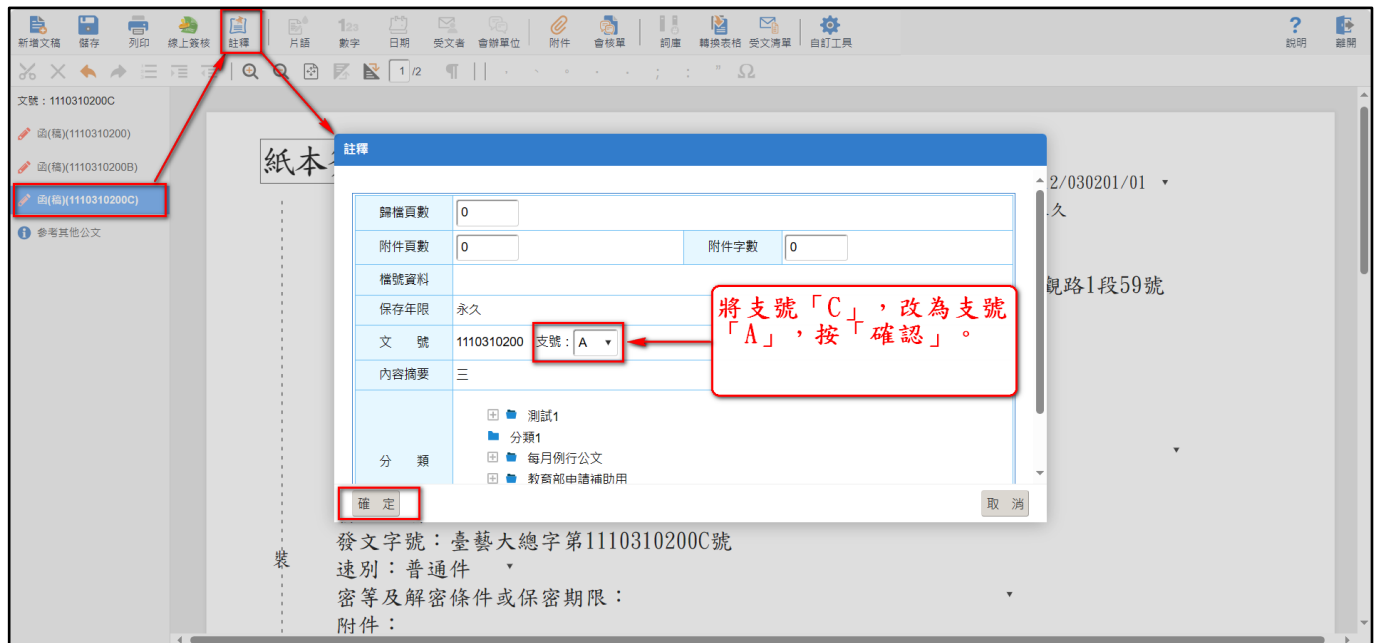 新增文稿 儲存 列印 線上簽核 註釋 片語 數字 日期 受文者 會辦單位 附件 會核單 詞庫 轉換表格 受文清單 自訂工具 說明 離開
1 /2
文號：1110310200C
函(稿)(1110310200)
函(稿)(1110310200B)
函(稿)(1110310200C)
參考其他公文
紙本
2/030201/01
久
觀路1段59號
註釋
歸檔頁數 0
附件頁數 0 附件字數 0
檔號資料
保存年限 永久
文 號 1110310200 支號： A
內容摘要 三
分 類
測試1
分類1
每月例行公文
教育部申請補助用
將支號「C」，改為支號
「A」，按「確認」。
確 定 取 消
發文字號：臺藝大總字第1110310200C號
裝
速別：普通件
密等及解密條件或保密期限：
附件：